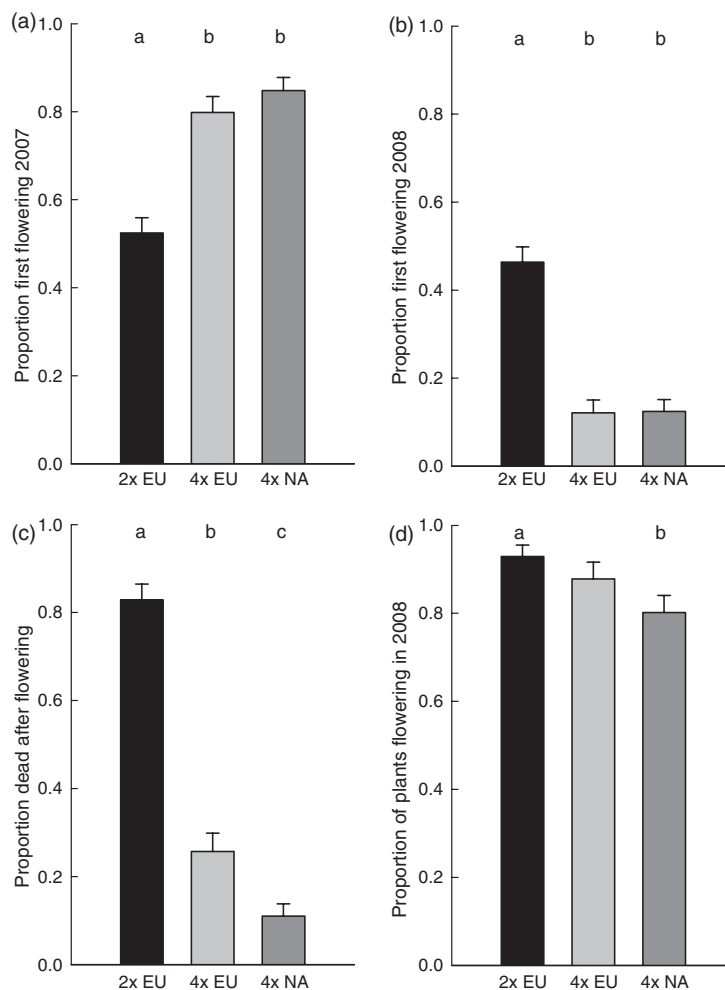 (a)
Proportion first flowering 2007
1.0
0.8
0.6
0.4
0.2
0.0
a b b
2x EU 4x EU 4x NA
(b)
Proportion first flowering 2008
1.0
0.8
0.6
0.4
0.2
0.0
a b b
2x EU 4x EU 4x NA
(c)
Proportion dead after flowering
1.0
0.8
0.6
0.4
0.2
0.0
a b c
2x EU 4x EU 4x NA
(d)
Proportion of plants flowering in 2008
1.0
0.8
0.6
0.4
0.2
0.0
a b
2x EU 4x EU 4x NA